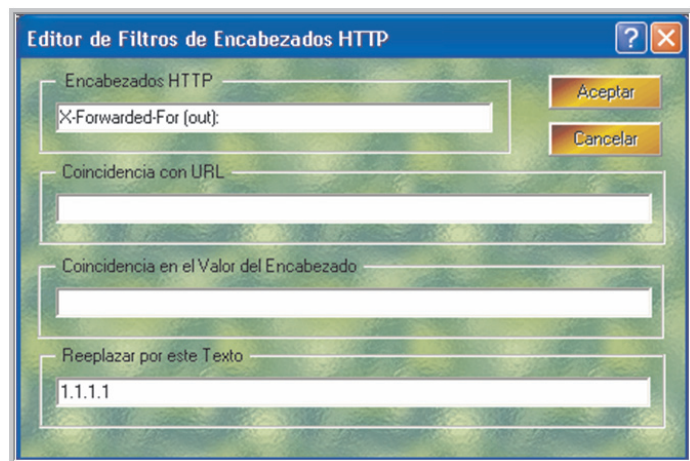 Editor de Filtros de Encabezados HTTP
Encabezados HTTP
X-Forwarded-For (out):
Aceptar
Cancelar
Coincidencia con URL
Coincidencia en el Valor del Encabezado
Reeplazar por este Texto
1.1.1.1